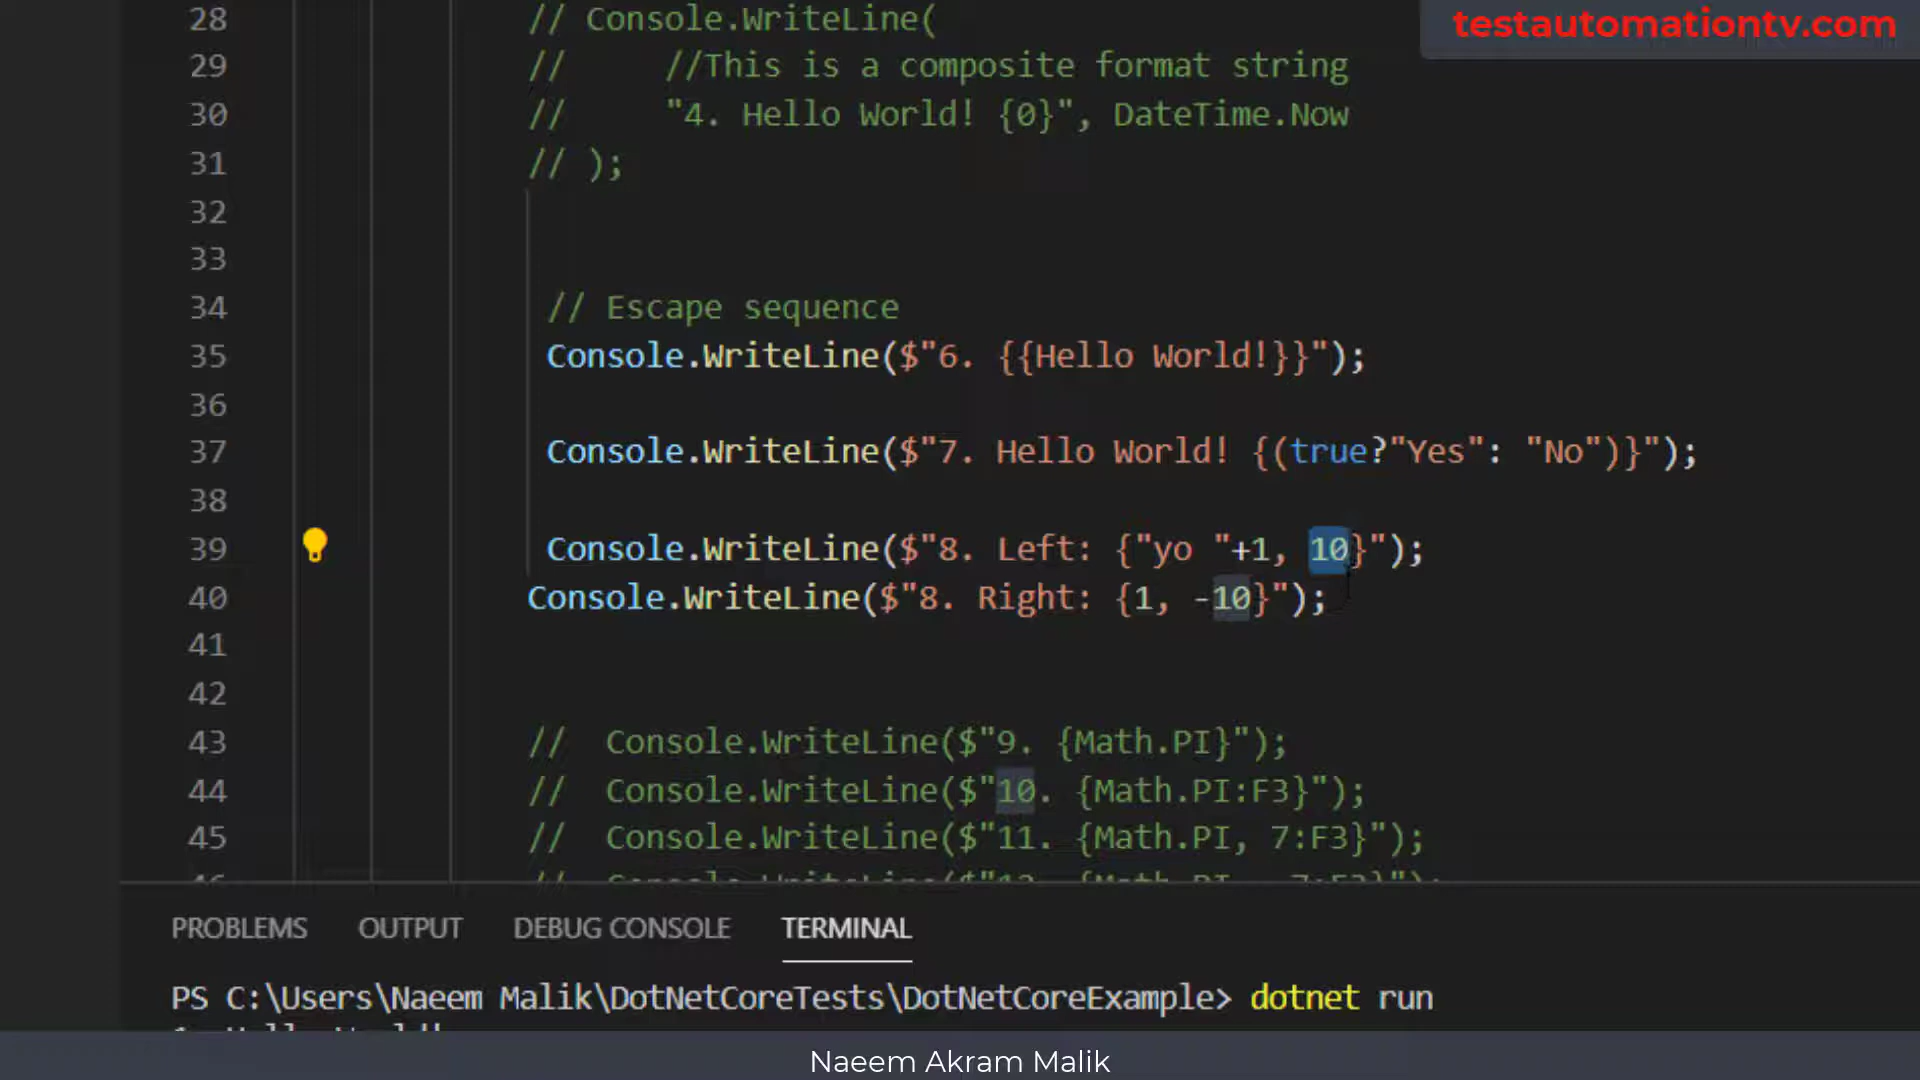 testautomationtv.com
28 // Console.WriteLine(
29 // //This is a composite format string
30 // "4. Hello World! {0}", DateTime.Now
31 // );
32
33
34 // Escape sequence
35 Console.WriteLine($"6. {{Hello World!}}");
36
37 Console.WriteLine($"7. Hello World! {(true?"Yes": "No")}");
38
39 Console.WriteLine($"8. Left: {"yo "+1, 10}");
40 Console.WriteLine($"8. Right: {1, -10}");
41
42
43 // Console.WriteLine($"9. {Math.PI}");
44 // Console.WriteLine($"10. {Math.PI:F3}");
45 // Console.WriteLine($"11. {Math.PI, 7:F3}");
PROBLEMS OUTPUT DEBUG CONSOLE TERMINAL
PS C:\Users\Naeem Malik\DotNetCoreTests\DotNetCoreExample> dotnet run
Naeem Akram Malik